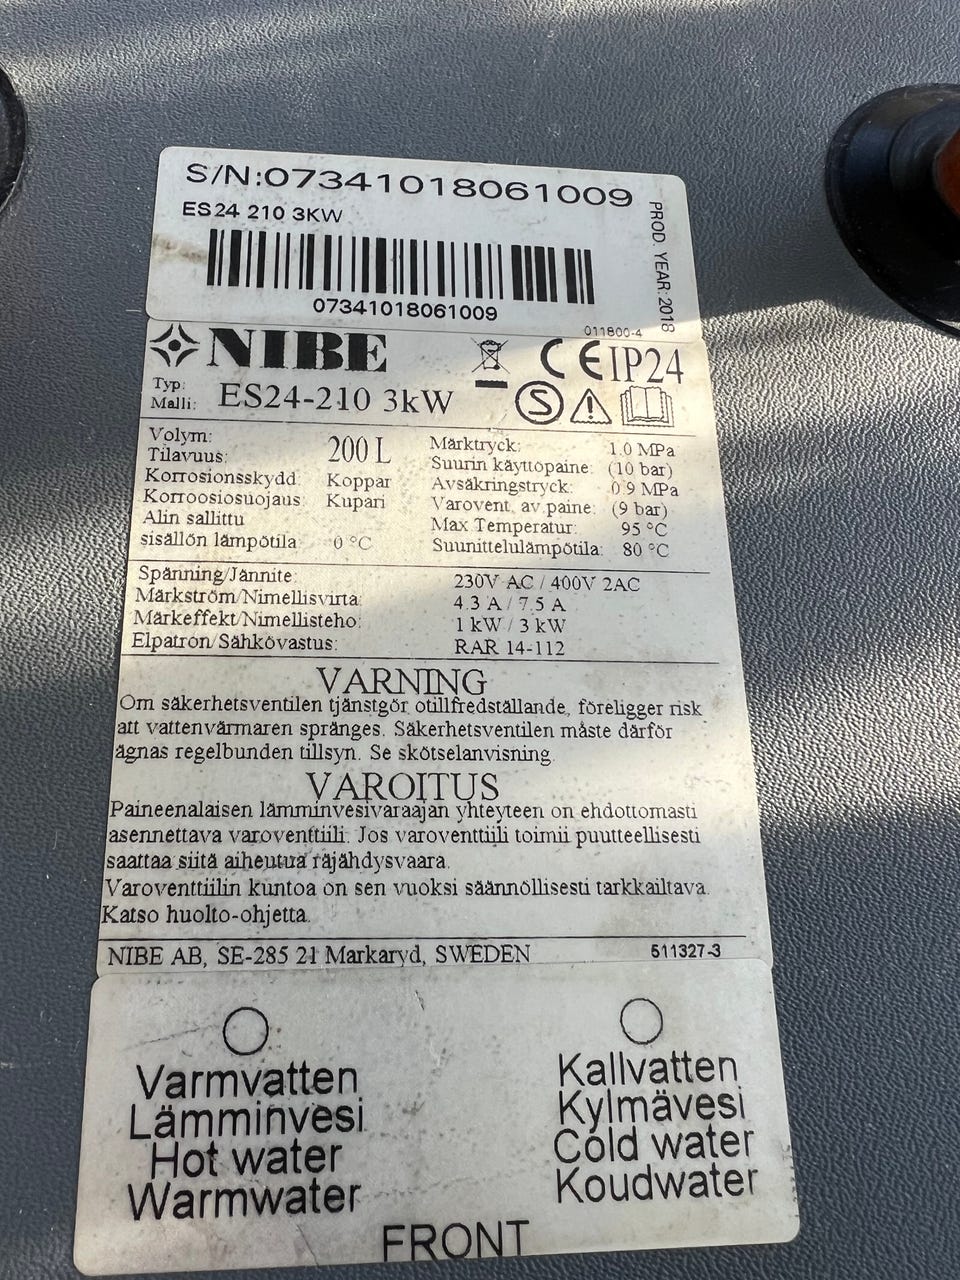 S/N:07341018061009
ES24 210 3KW
PROD. YEAR: 2018
07341018061009
011800-4
NIBE
CE IP24
Typ:
Malli: ES24-210 3kW
S
Volym:
Tilavuus: 200 L
Korrosionsskydd: Koppar
Korroosiosuojaus: Kupari
Alin sallittu
sisällön lämpötila 0 °C
Märktryck: 1.0 MPa
Suurin käyttöpaine: (10 bar)
Avsäkringstryck: 0.9 MPa
Varovent. av.paine: (9 bar)
Max Temperatur: 95 °C
Suunittelulämpötila: 80 °C
Spänning/Jännite: 230V AC / 400V 2AC
Märkström/Nimellisvirta: 4.3 A / 7.5 A
Märkeffekt/Nimellisteho: 1 kW / 3 kW
Elpatron/Sähkövastus: RAR 14-112
VARNING
Om säkerhetsventilen tjänstgör otillfredställande, föreligger risk
att vattenvärmaren spränges. Säkerhetsventilen måste därför
ägnas regelbunden tillsyn. Se skötselanvisning.
VAROITUS
Paineenalaisen lämminvesivaraajan yhteyteen on ehdottomasti
asennettava varoventtiili. Jos varoventtiili toimii puutteellisesti
saattaa siitä aiheutua räjähdysvaara.
Varoventtiilin kuntoa on sen vuoksi säännöllisesti tarkkailtava.
Katso huolto-ohjetta.
NIBE AB, SE-285 21 Markaryd, SWEDEN 511327-3
Varmvatten
Lämminvesi
Hot water
Warmwater
Kallvatten
Kylmävesi
Cold water
Koudwater
FRONT